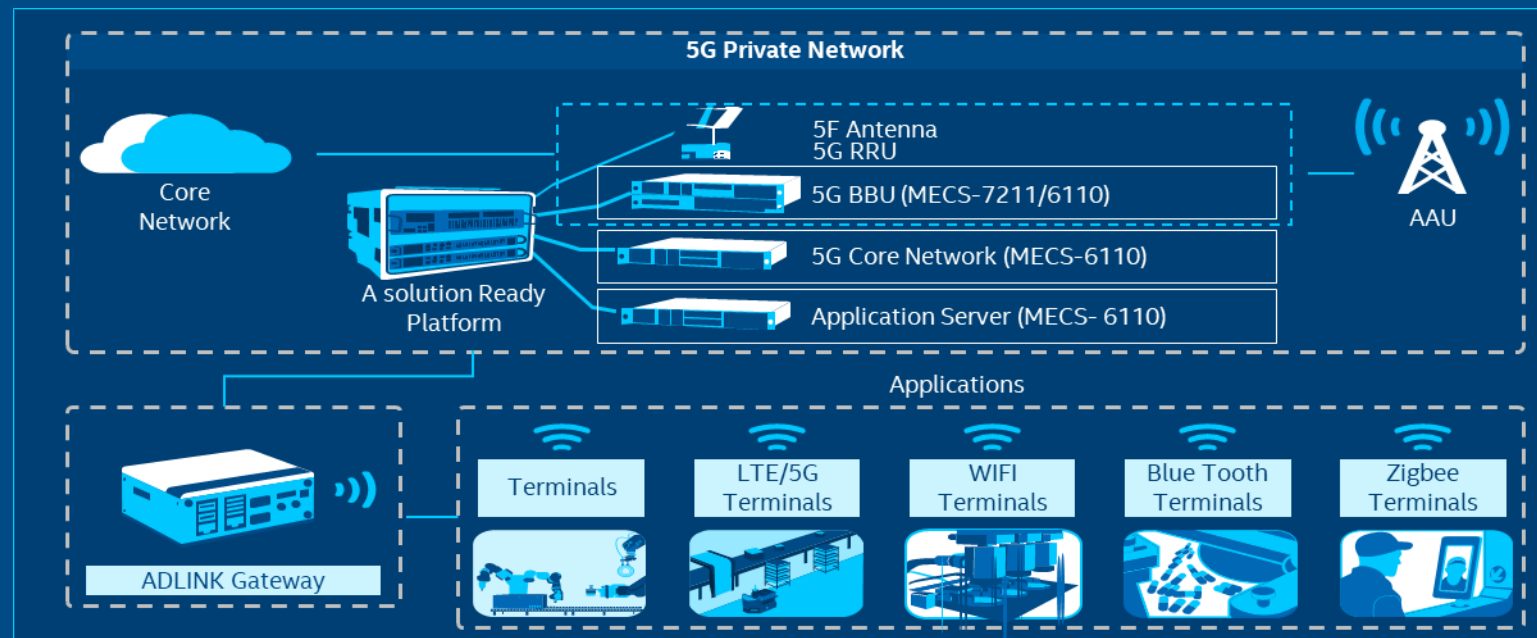 5G Private Network
Core
Network
A solution Ready
Platform
5F Antenna
5G RRU
5G BBU (MECS-7211/6110)
5G Core Network (MECS-6110)
Application Server (MECS- 6110)
AAU
Applications
ADLINK Gateway
Terminals
LTE/5G
Terminals
WIFI
Terminals
Blue Tooth
Terminals
Zigbee
Terminals